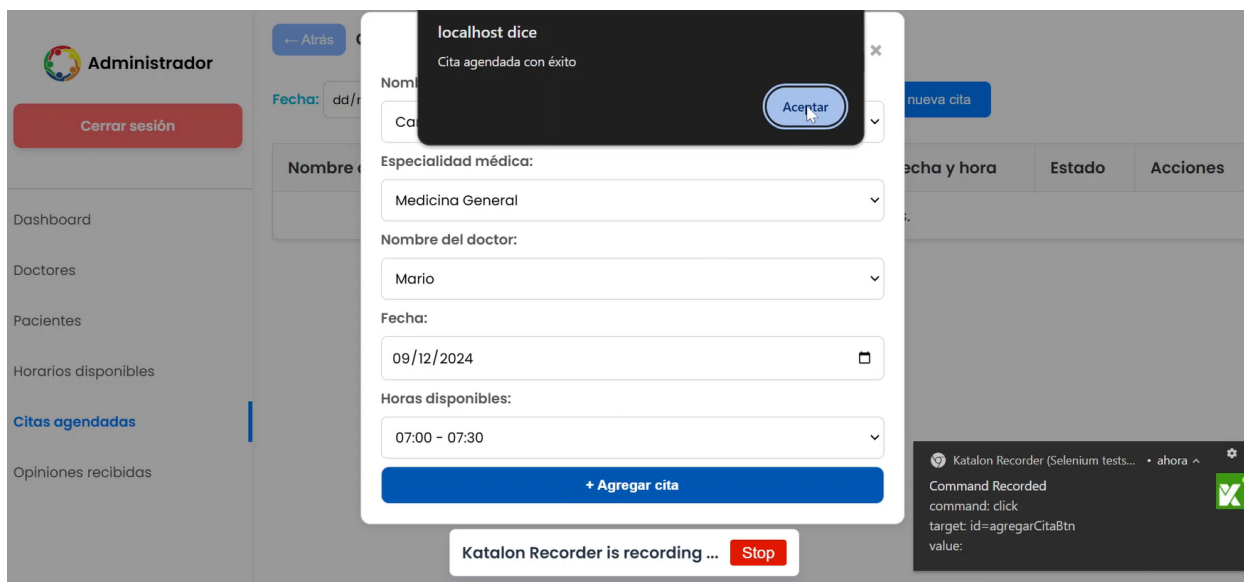 Administrador
Cerrar sesión
Dashboard
Doctores
Pacientes
Horarios disponibles
Citas agendadas
Opiniones recibidas
← Atrás
Fecha:
nueva cita
Nombre
Estado
Acciones
localhost dice
Cita agendada con éxito
Aceptar
×
Especialidad médica:
Medicina General
Nombre del doctor:
Mario
Fecha:
09/12/2024
Horas disponibles:
07:00 - 07:30
+ Agregar cita
y hora
Katalon Recorder is recording ...
Stop
Katalon Recorder (Selenium tests... • ahora
Command Recorded
command: click
target: id=agregarCitaBtn
value: